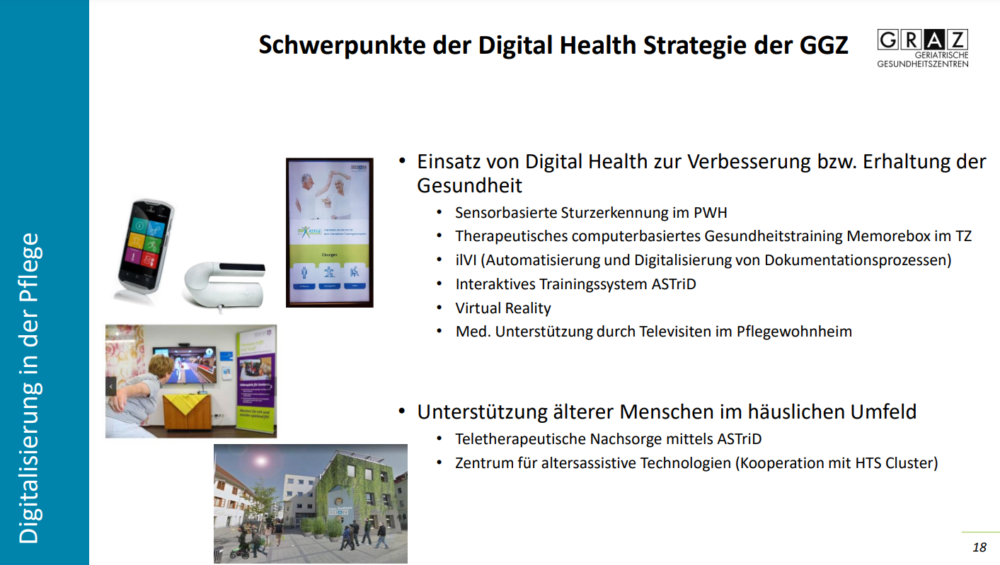 Schwerpunkte der Digital Health Strategie der GGZ
GRAZ
GERIATRISCHE
GESUNDHEITSZENTREN
Digitalisierung in der Pflege
• Einsatz von Digital Health zur Verbesserung bzw. Erhaltung der
Gesundheit
• Sensorbasierte Sturzerkennung im PWH
• Therapeutisches computerbasiertes Gesundheitstraining Memorebox im TZ
• ilVI (Automatisierung und Digitalisierung von Dokumentationsprozessen)
• Interaktives Trainingssystem ASTriD
• Virtual Reality
• Med. Unterstützung durch Televisiten im Pflegewohnheim
• Unterstützung älterer Menschen im häuslichen Umfeld
• Teletherapeutische Nachsorge mittels ASTriD
• Zentrum für altersassistive Technologien (Kooperation mit HTS Cluster)
ASTriD
Übungen
18